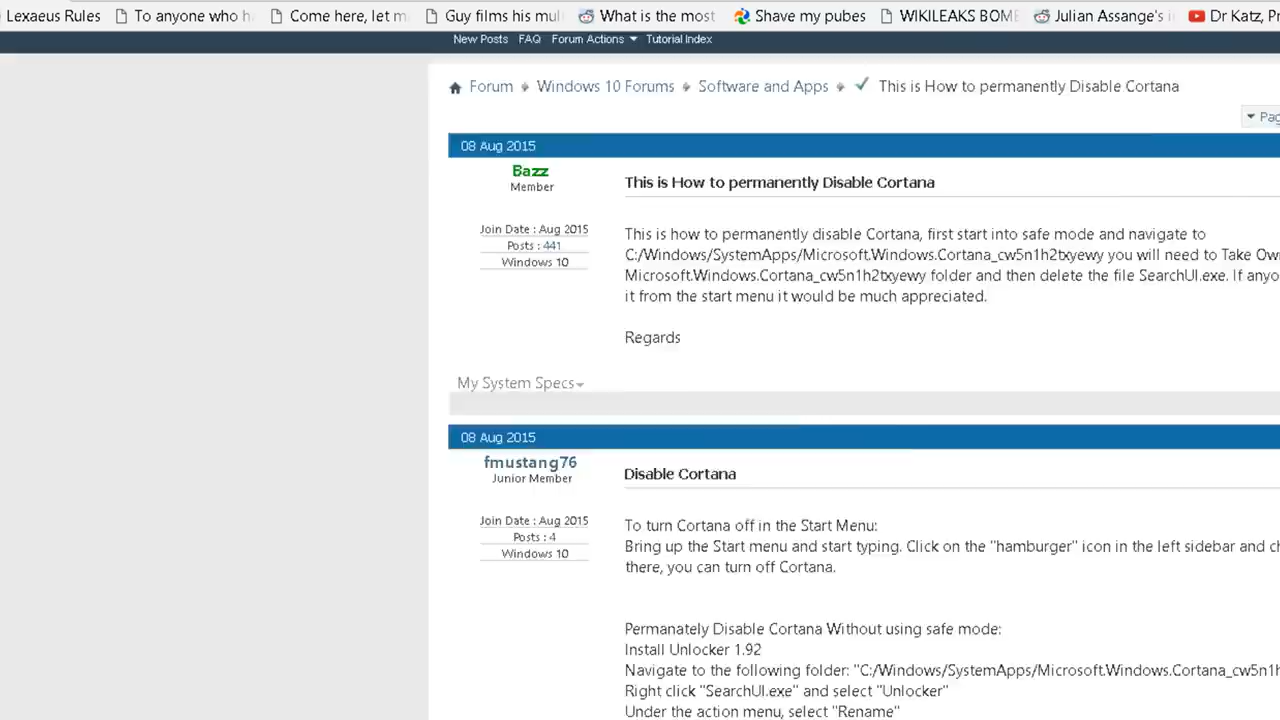 Lexaeus Rules To anyone who h Come here, let m Guy films his mul What is the most Shave my pubes WIKILEAKS BOMB Julian Assange's i Dr Katz, Pr
New Posts FAQ Forum Actions Tutorial Index
Forum Windows 10 Forums Software and Apps This is How to permanently Disable Cortana
Pag
08 Aug 2015
Bazz
Member
Join Date : Aug 2015
Posts : 441
Windows 10
This is How to permanently Disable Cortana
This is how to permanently disable Cortana, first start into safe mode and navigate to
C:/Windows/SystemApps/Microsoft.Windows.Cortana_cw5n1h2txyewy you will need to Take Own
Microsoft.Windows.Cortana_cw5n1h2txyewy folder and then delete the file SearchUI.exe. If anyo
it from the start menu it would be much appreciated.
Regards
My System Specs
08 Aug 2015
fmustang76
Junior Member
Join Date : Aug 2015
Posts : 4
Windows 10
Disable Cortana
To turn Cortana off in the Start Menu:
Bring up the Start menu and start typing. Click on the "hamburger" icon in the left sidebar and ch
there, you can turn off Cortana.
Permanately Disable Cortana Without using safe mode:
Install Unlocker 1.92
Navigate to the following folder: "C:/Windows/SystemApps/Microsoft.Windows.Cortana_cw5n1h
Right click "SearchUI.exe" and select "Unlocker"
Under the action menu, select "Rename"